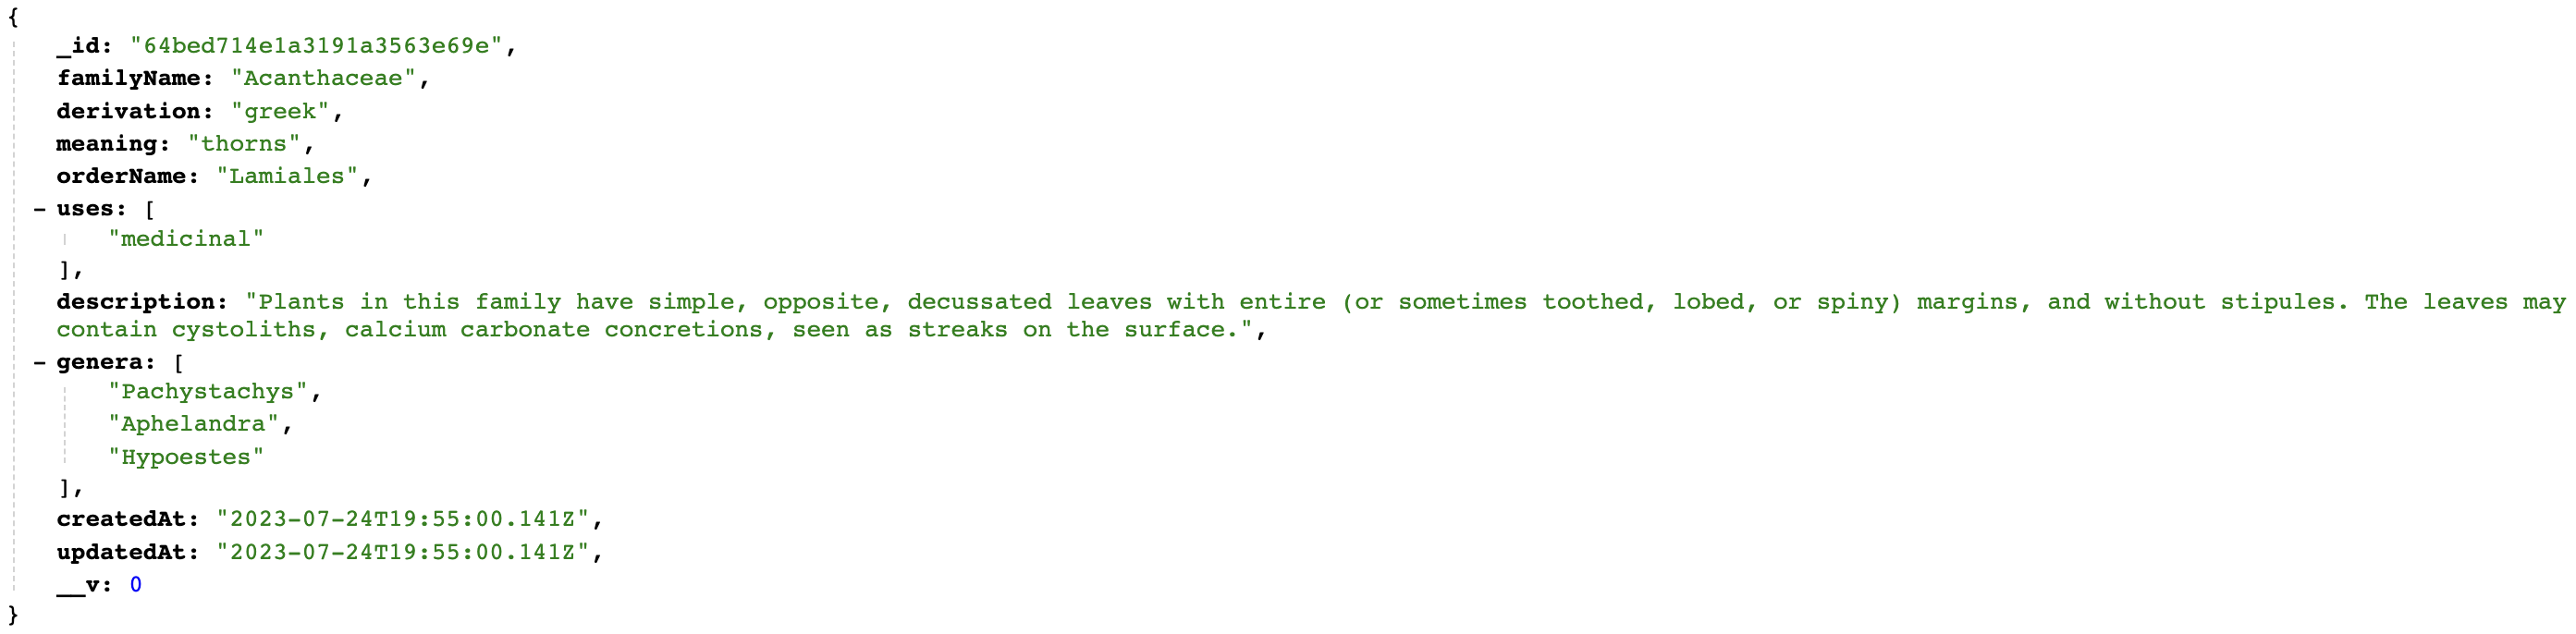 {
_id: "64bed714e1a3191a3563e69e",
familyName: "Acanthaceae",
derivation: "greek",
meaning: "thorns",
orderName: "Lamiales",
- uses: [
"medicinal"
],
description: "Plants in this family have simple, opposite, decussated leaves with entire (or sometimes toothed, lobed, or spiny) margins, and without stipules. The leaves may
contain cystoliths, calcium carbonate concretions, seen as streaks on the surface.",
- genera: [
"Pachystachys",
"Aphelandra",
"Hypoestes"
],
createdAt: "2023-07-24T19:55:00.141Z",
updatedAt: "2023-07-24T19:55:00.141Z",
__v: 0
}